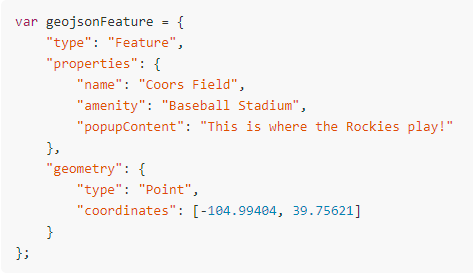 var geojsonFeature = {
    "type": "Feature",
    "properties": {
        "name": "Coors Field",
        "amenity": "Baseball Stadium",
        "popupContent": "This is where the Rockies play!"
    },
    "geometry": {
        "type": "Point",
        "coordinates": [-104.99404, 39.75621]
    }
};